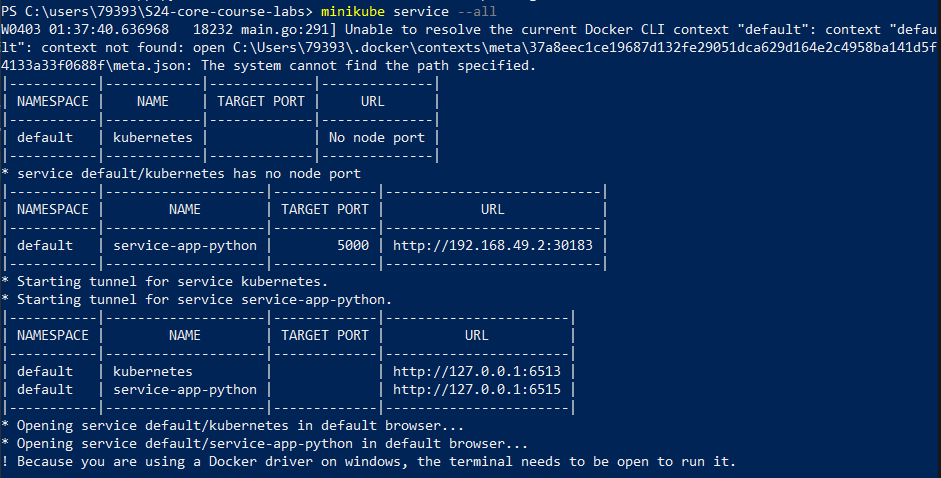 PS C:\users\79393\S24-core-course-labs> minikube service --all
W0403 01:37:40.636968   18232 main.go:291] Unable to resolve the current Docker CLI context "default": context "defau
lt": context not found: open C:\Users\79393\.docker\contexts\meta\37a8eec1ce19687d132fe29051dca629d164e2c4958ba141d5f
4133a33f0688f\meta.json: The system cannot find the path specified.
|-----------|------------|-------------|--------------|
| NAMESPACE |    NAME    | TARGET PORT |     URL      |
|-----------|------------|-------------|--------------|
| default   | kubernetes |             | No node port |
|-----------|------------|-------------|--------------|
* service default/kubernetes has no node port
|-----------|--------------------|-------------|---------------------------|
| NAMESPACE |        NAME        | TARGET PORT |            URL            |
|-----------|--------------------|-------------|---------------------------|
| default   | service-app-python |        5000 | http://192.168.49.2:30183 |
|-----------|--------------------|-------------|---------------------------|
* Starting tunnel for service kubernetes.
* Starting tunnel for service service-app-python.
|-----------|--------------------|-------------|-----------------------|
| NAMESPACE |        NAME        | TARGET PORT |          URL          |
|-----------|--------------------|-------------|-----------------------|
| default   | kubernetes         |             | http://127.0.0.1:6513 |
| default   | service-app-python |             | http://127.0.0.1:6515 |
|-----------|--------------------|-------------|-----------------------|
* Opening service default/kubernetes in default browser...
* Opening service default/service-app-python in default browser...
! Because you are using a Docker driver on windows, the terminal needs to be open to run it.